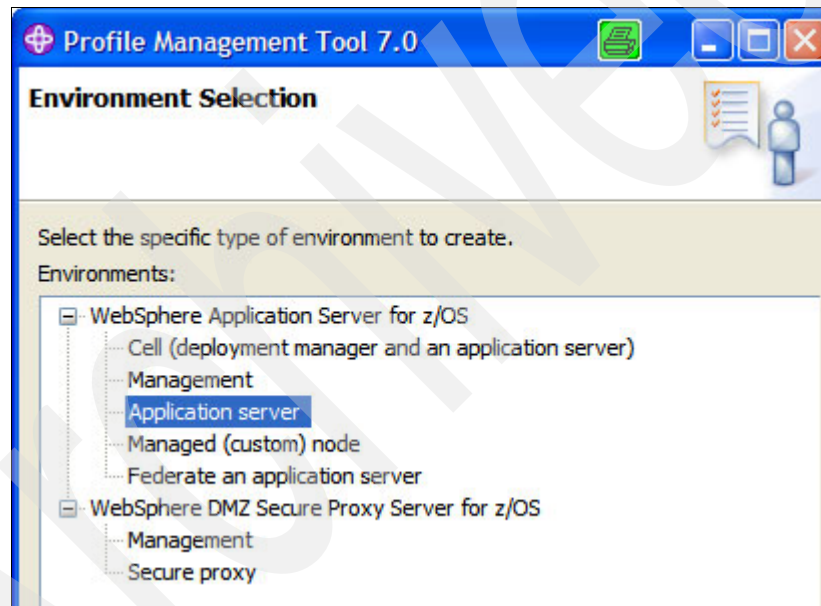 Profile Management Tool 7.0
Environment Selection
Select the specific type of environment to create.
Environments:
WebSphere Application Server for z/OS
Cell (deployment manager and an application server)
Management
Application server
Managed (custom) node
Federate an application server
WebSphere DMZ Secure Proxy Server for z/OS
Management
Secure proxy